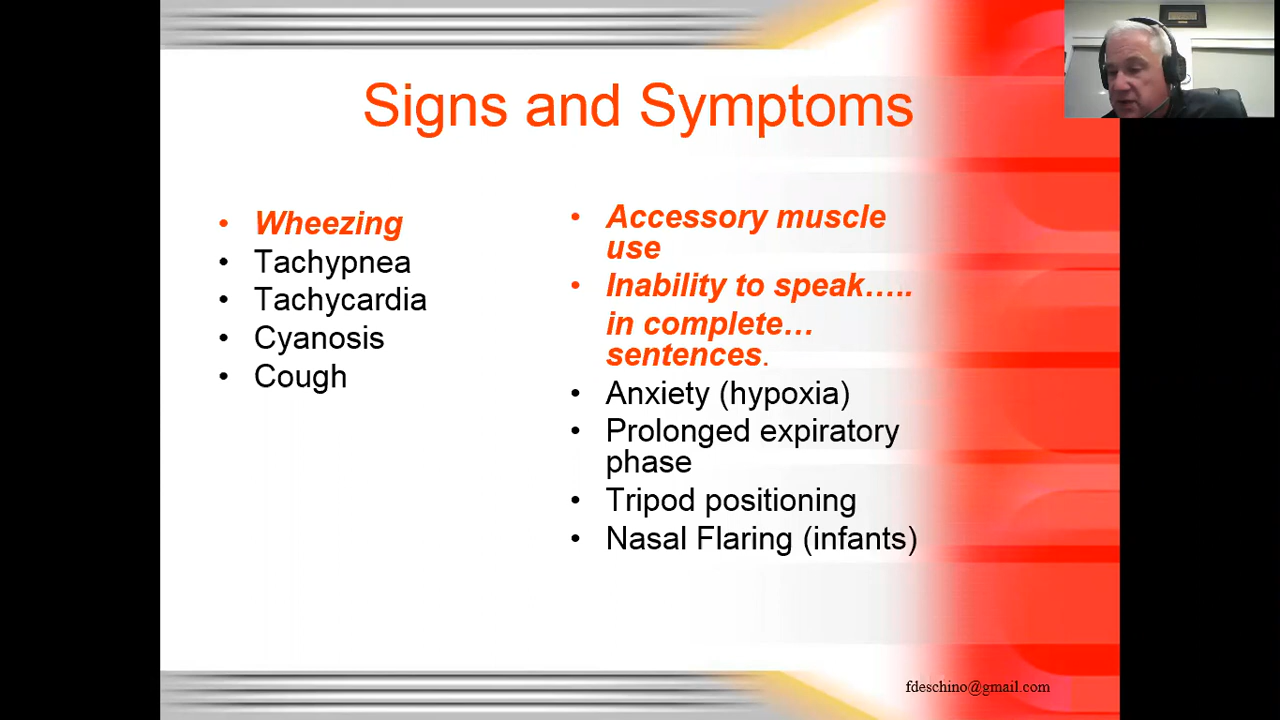 Signs and Symptoms
• Wheezing
• Tachypnea
• Tachycardia
• Cyanosis
• Cough
• Accessory muscle
use
• Inability to speak…..
in complete…
sentences.
• Anxiety (hypoxia)
• Prolonged expiratory
phase
• Tripod positioning
• Nasal Flaring (infants)
fdeschino@gmail.com